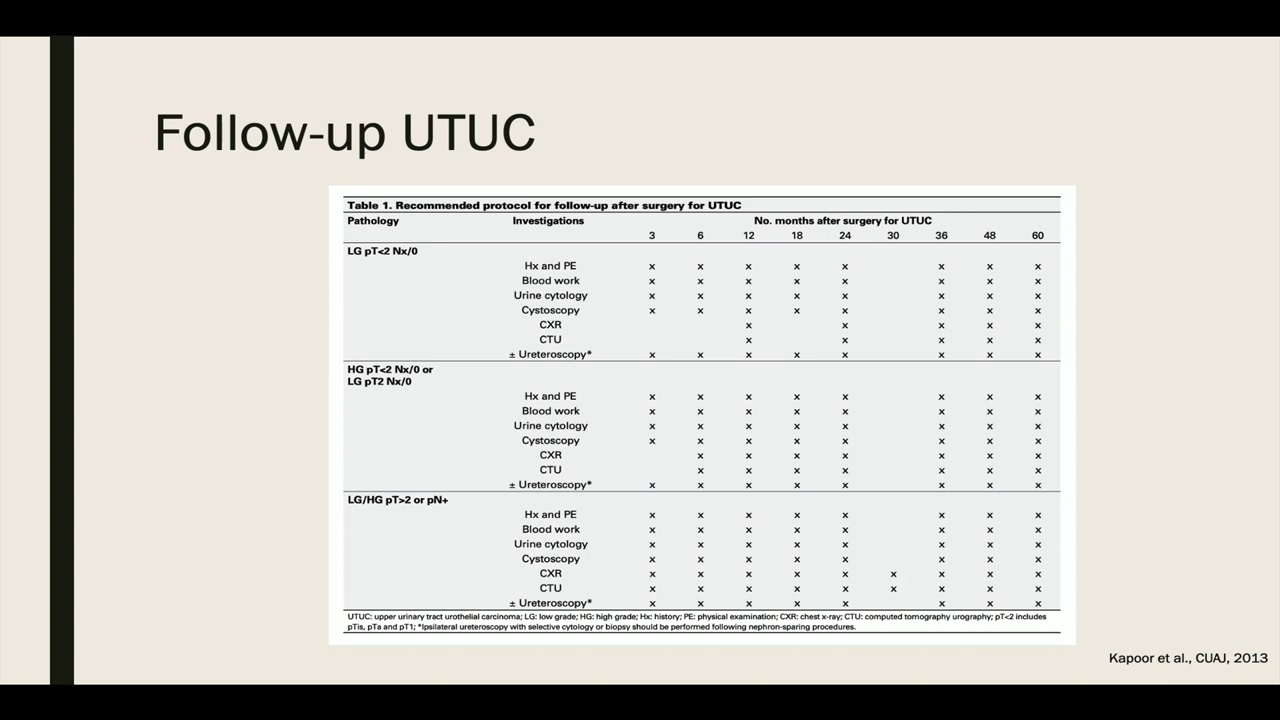 Follow-up UTUC
Table 1. Recommended protocol for follow-up after surgery for UTUC
Pathology Investigations No. months after surgery for UTUC
3 6 12 18 24 30 36 48 60
LG pT<2 Nx/0
Hx and PE x x x x x x x x
Blood work x x x x x x x x
Urine cytology x x x x x x x x
Cystoscopy x x x x x x x x
CXR x x x x x
CTU x x x x x
± Ureteroscopy* x x x x x x x x
HG pT<2 Nx/0 or
LG pT2 Nx/0
Hx and PE x x x x x x x x
Blood work x x x x x x x x
Urine cytology x x x x x x x x
Cystoscopy x x x x x x x x
CXR x x x x x x x
CTU x x x x x x x
± Ureteroscopy* x x x x x x x x
LG/HG pT>2 or pN+
Hx and PE x x x x x x x x
Blood work x x x x x x x x
Urine cytology x x x x x x x x
Cystoscopy x x x x x x x x
CXR x x x x x x x x x
CTU x x x x x x x x x
± Ureteroscopy* x x x x x x x x
UTUC: upper urinary tract urothelial carcinoma; LG: low grade; HG: high grade; Hx: history; PE: physical examination; CXR: chest x-ray; CTU: computed tomography urography; pT<2 includes
pTis, pTa and pT1; *Ipsilateral ureteroscopy with selective cytology or biopsy should be performed following nephron-sparing procedures.
Kapoor et al., CUAJ, 2013